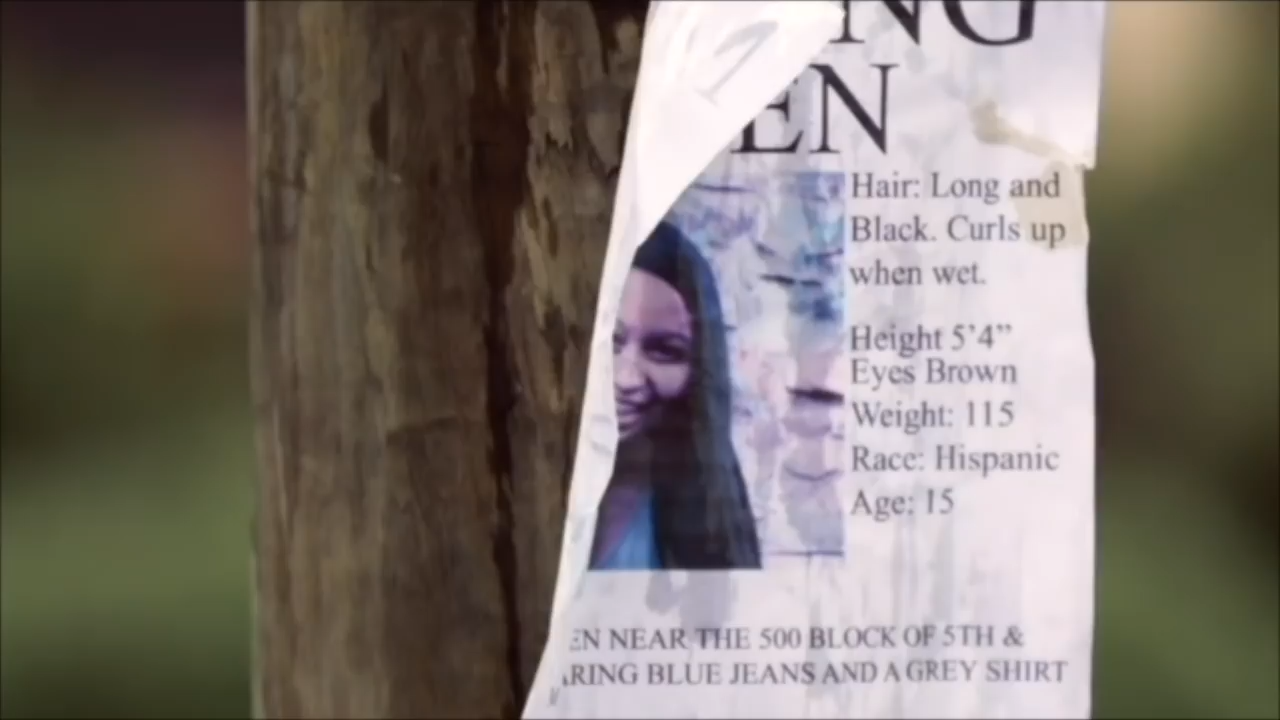 NG
EN
Hair: Long and
Black. Curls up
when wet.
Height 5'4”
Eyes Brown
Weight: 115
Race: Hispanic
Age: 15
EN NEAR THE 500 BLOCK OF 5TH &
RING BLUE JEANS AND A GREY SHIRT